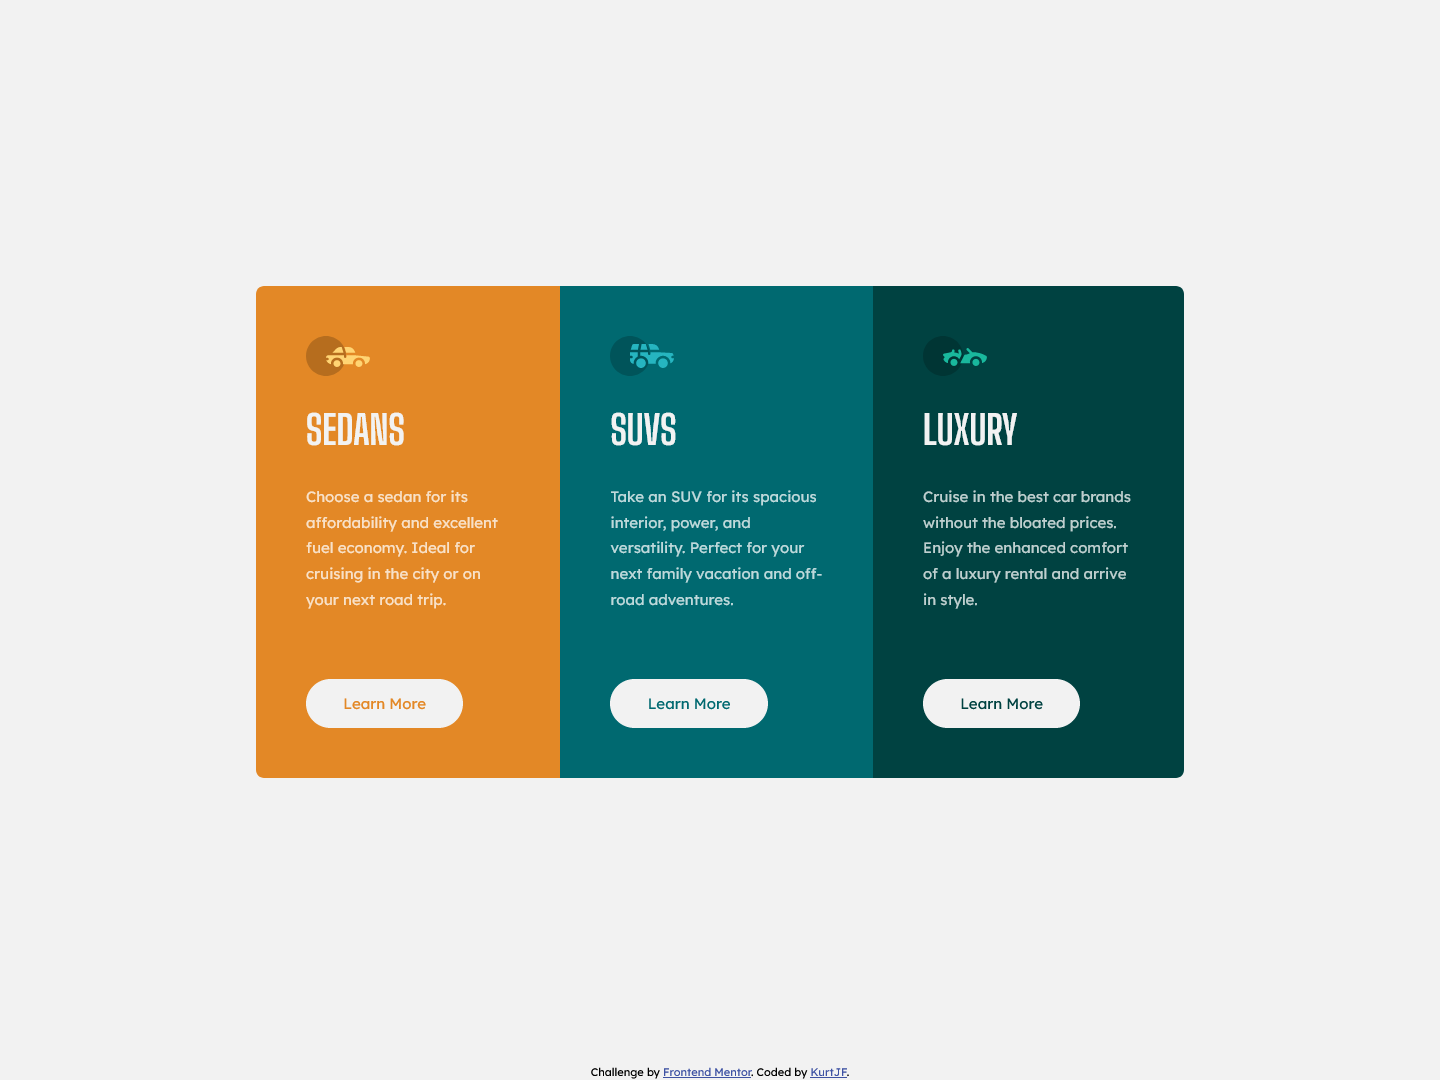 SEDANS
Choose a sedan for its
affordability and excellent
fuel economy. Ideal for
cruising in the city or on
your next road trip.
Learn More
SUVS
Take an SUV for its spacious
interior, power, and
versatility. Perfect for your
next family vacation and off-
road adventures.
Learn More
LUXURY
Cruise in the best car brands
without the bloated prices.
Enjoy the enhanced comfort
of a luxury rental and arrive
in style.
Learn More
Challenge by Frontend Mentor. Coded by KurtJF.